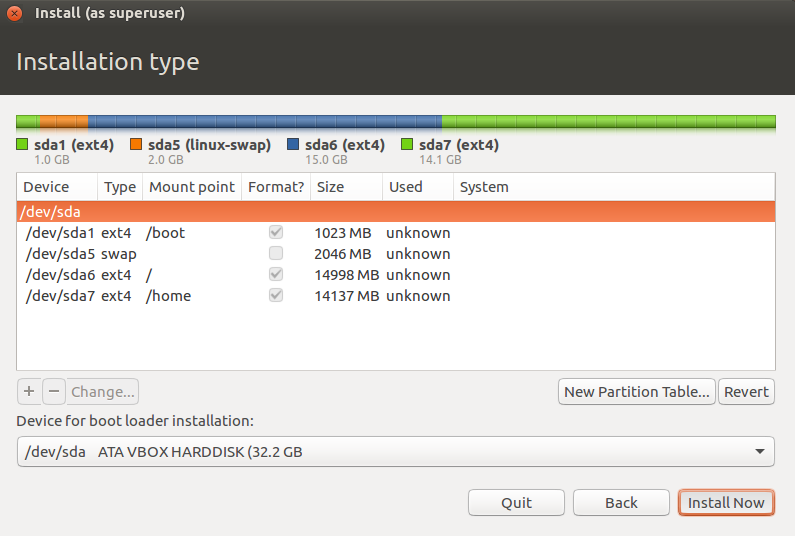 Install (as superuser)
Installation type
sda1 (ext4) sda5 (linux-swap) sda6 (ext4) sda7 (ext4)
1.0 GB 2.0 GB 15.0 GB 14.1 GB
Device Type Mount point Format? Size Used System
/dev/sda
/dev/sda1 ext4 /boot 1023 MB unknown
/dev/sda5 swap 2046 MB unknown
/dev/sda6 ext4 / 14998 MB unknown
/dev/sda7 ext4 /home 14137 MB unknown
+ − Change... New Partition Table... Revert
Device for boot loader installation:
/dev/sda ATA VBOX HARDDISK (32.2 GB
Quit Back Install Now